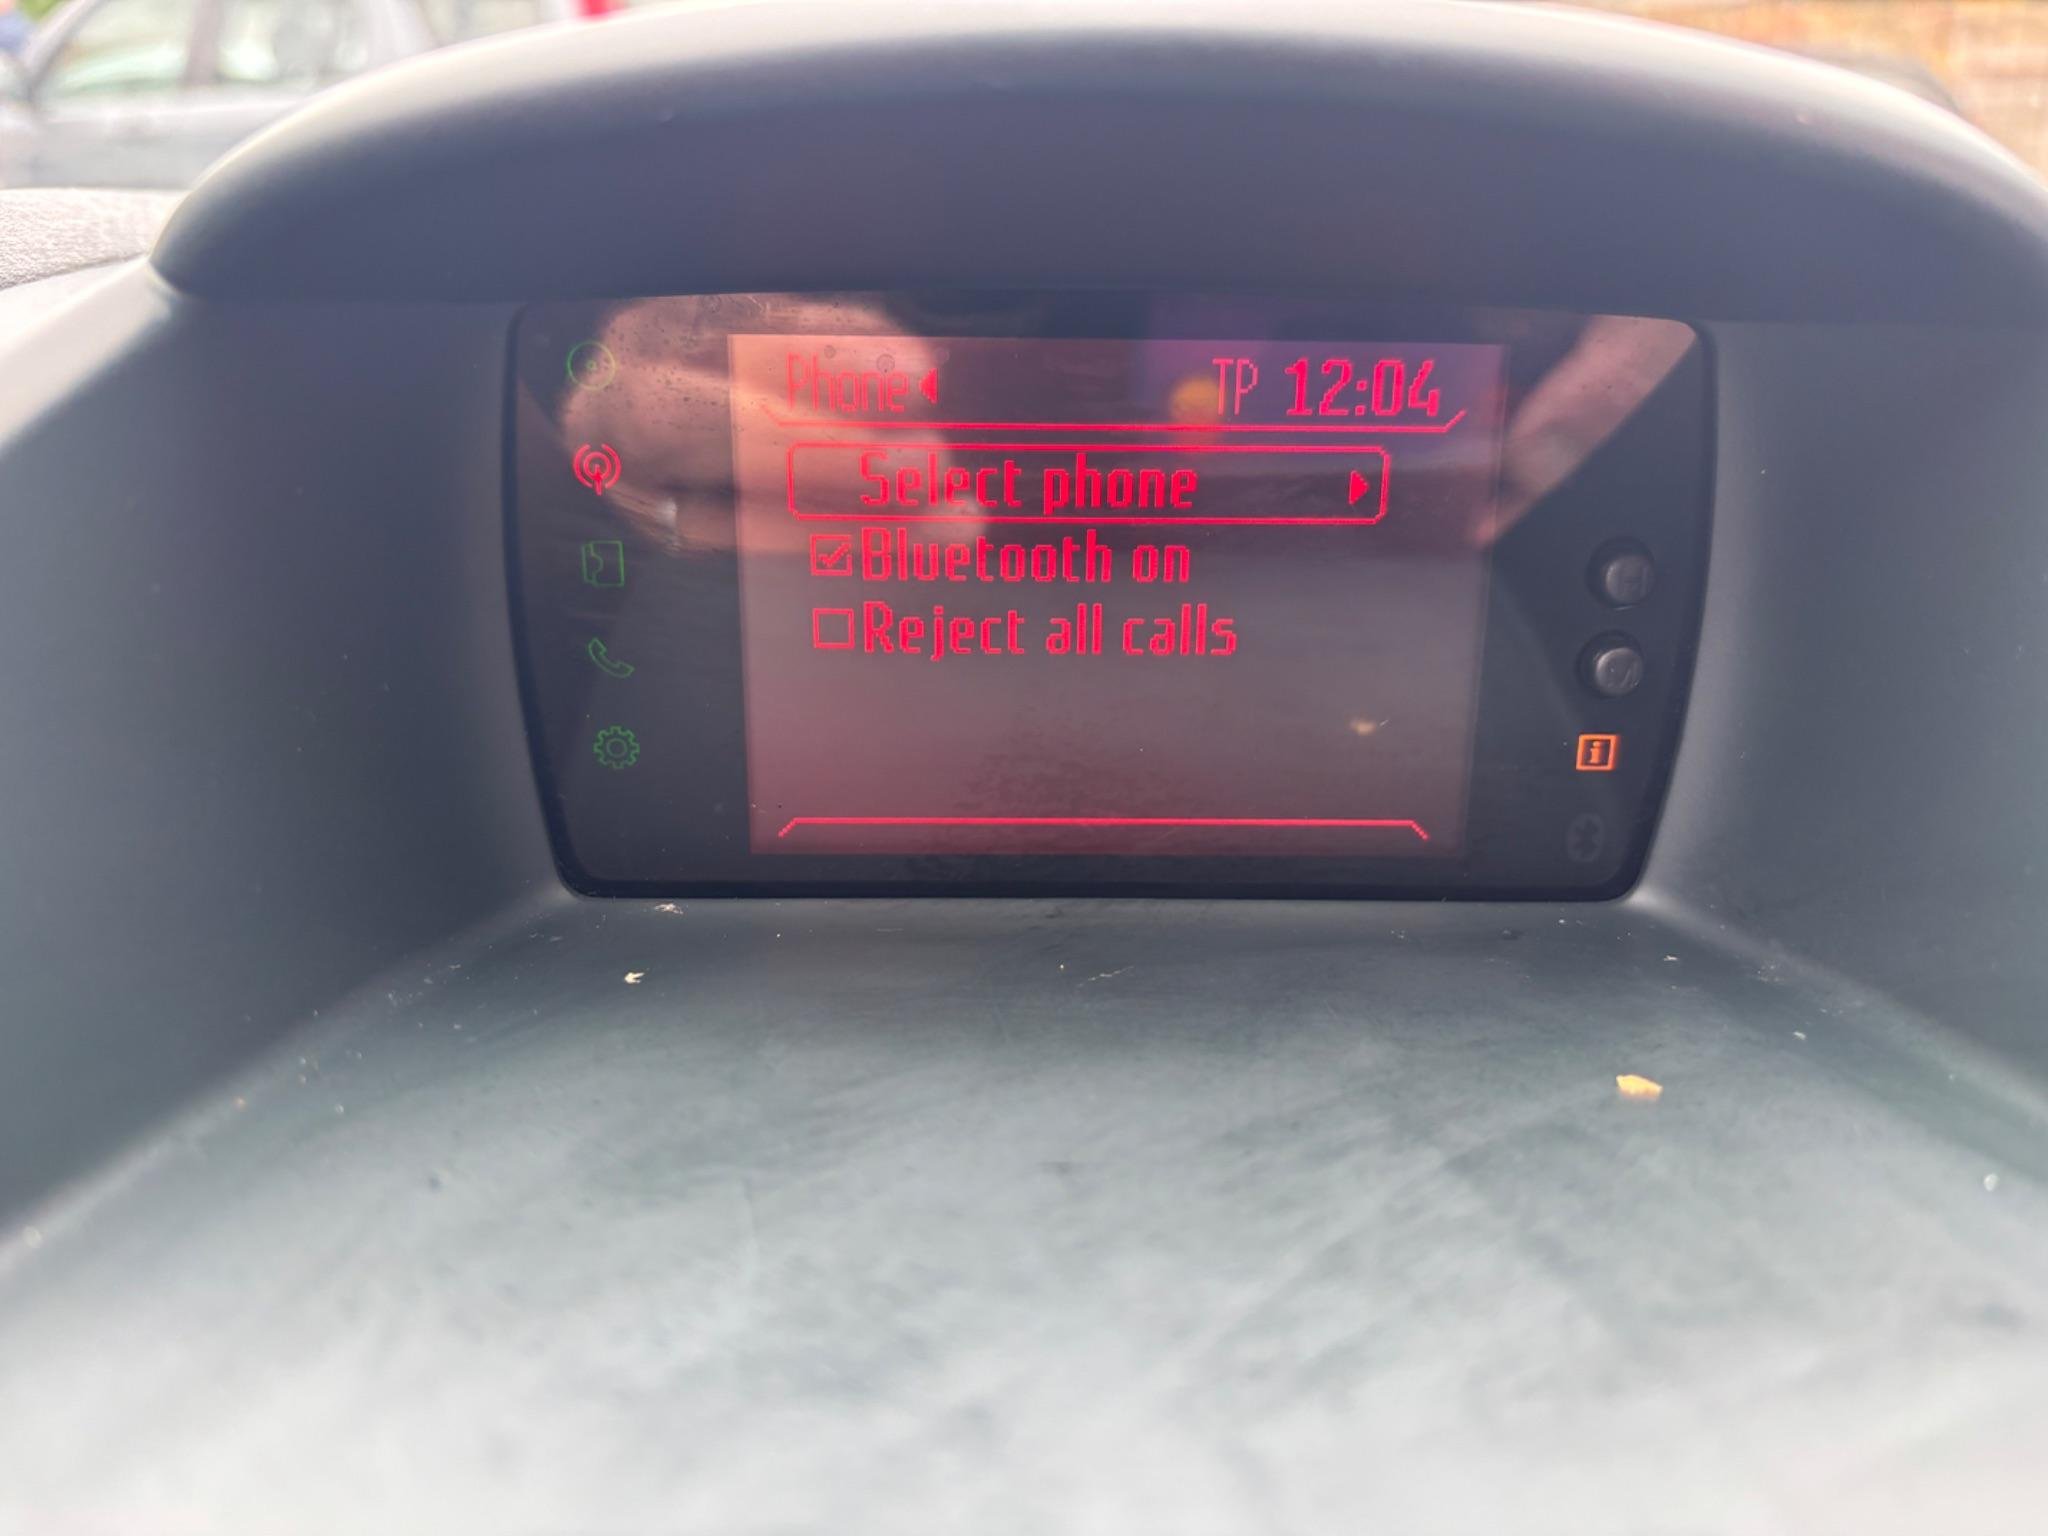 Phone
TP 12:04
Select phone
Bluetooth on
Reject all calls
H
M
i